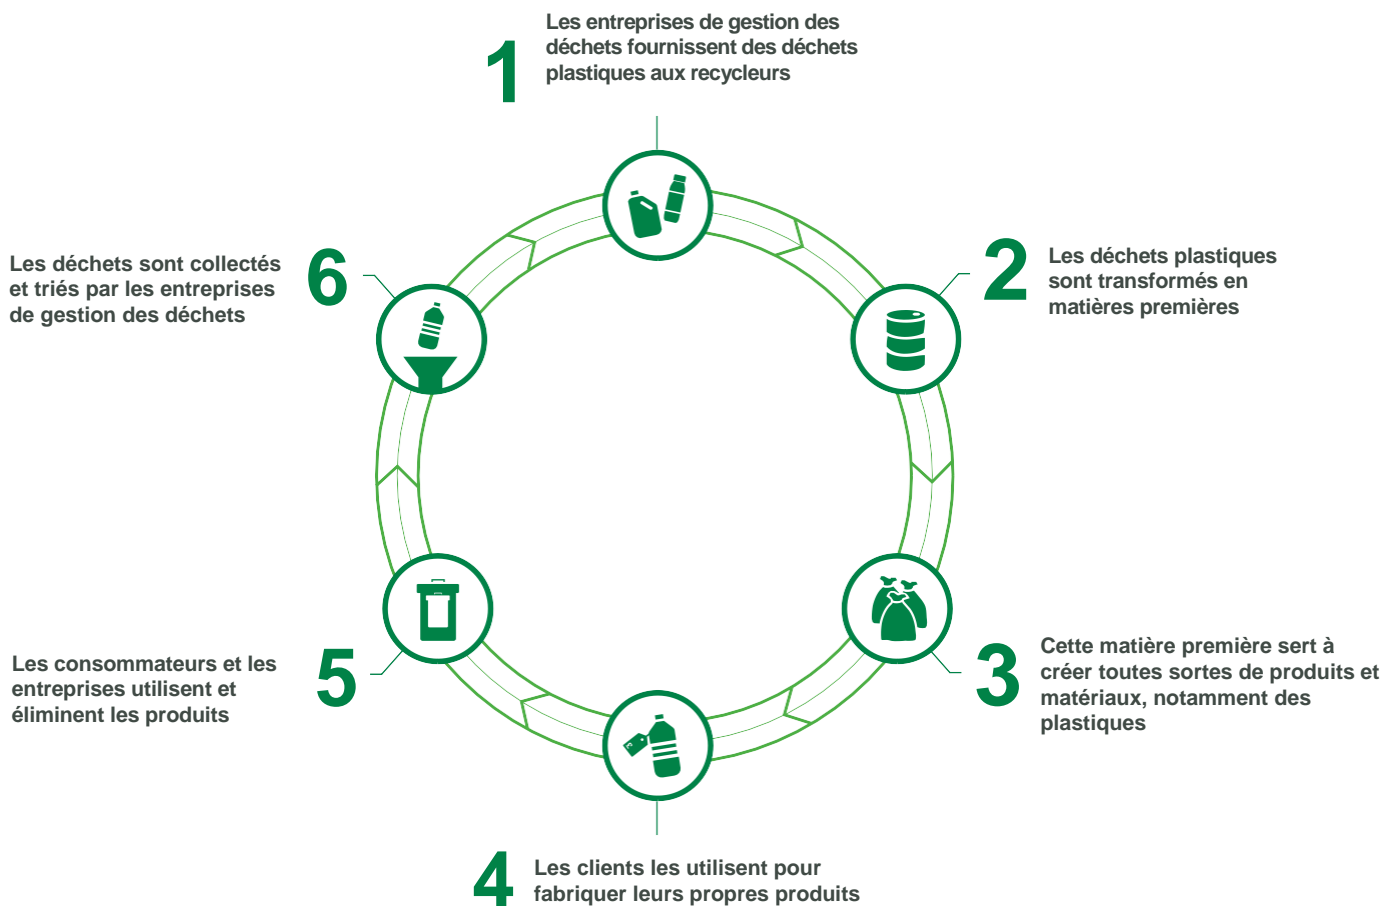 1
Les entreprises de gestion des
déchets fournissent des déchets
plastiques aux recycleurs
2
Les déchets plastiques
sont transformés en
matières premières
3
Cette matière première sert à
créer toutes sortes de produits et
matériaux, notamment des
plastiques
4
Les clients les utilisent pour
fabriquer leurs propres produits
5
Les consommateurs et les
entreprises utilisent et
éliminent les produits
6
Les déchets sont collectés
et triés par les entreprises
de gestion des déchets